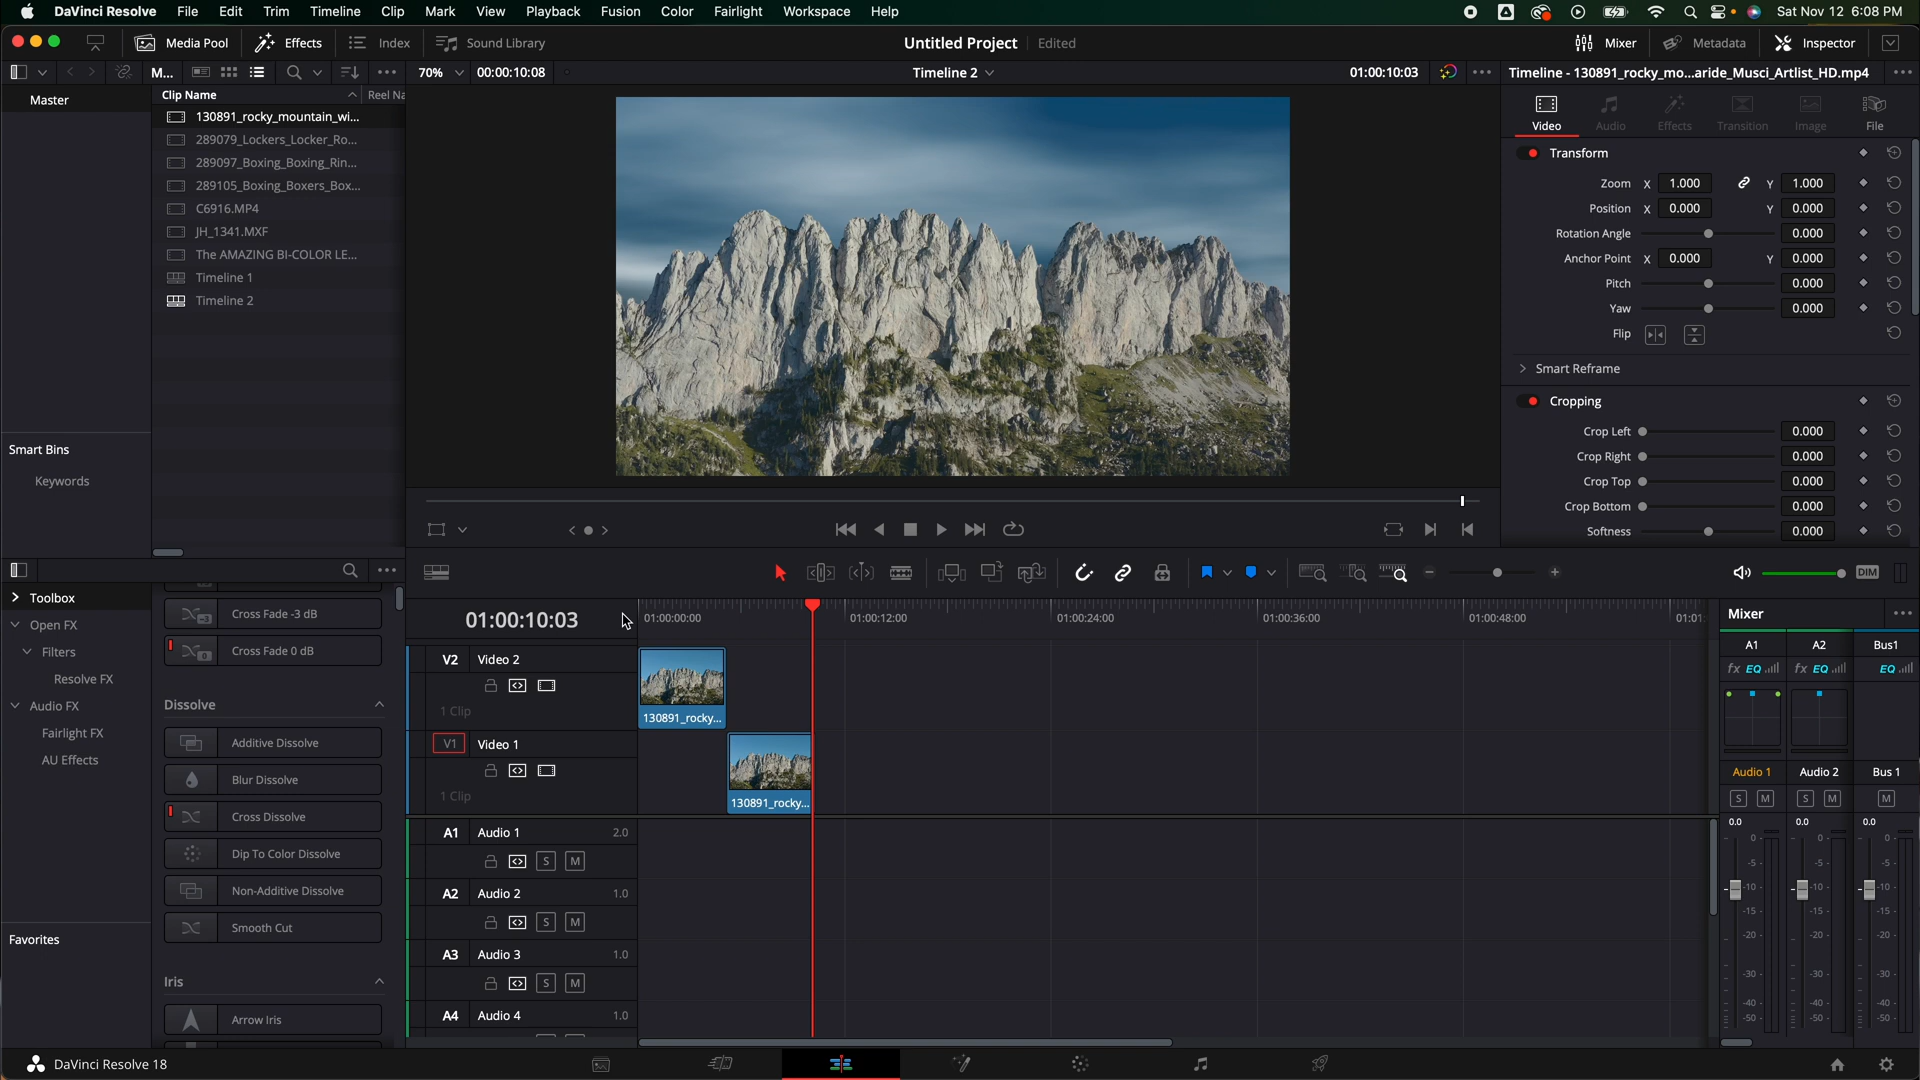 DaVinci Resolve File Edit Trim Timeline Clip Mark View Playback Fusion Color Fairlight Workspace Help Sat Nov 12 6:08 PM
Media Pool Effects Index Sound Library Untitled Project Edited Mixer Metadata Inspector
M... 70% 00:00:10:08 Timeline 2 01:00:10:03 Timeline - 130891_rocky_mo...aride_Musci_Artlist_HD.mp4
Master
Clip Name Reel Na
130891_rocky_mountain_wi...
289079_Lockers_Locker_Ro...
289097_Boxing_Boxing_Rin...
289105_Boxing_Boxers_Box...
C6916.MP4
JH_1341.MXF
The AMAZING BI-COLOR LE...
Timeline 1
Timeline 2
Smart Bins
Keywords
Video Audio Effects Transition Image File
Transform
Zoom X 1.000 Y 1.000
Position X 0.000 Y 0.000
Rotation Angle 0.000
Anchor Point X 0.000 Y 0.000
Pitch 0.000
Yaw 0.000
Flip
Smart Reframe
Cropping
Crop Left 0.000
Crop Right 0.000
Crop Top 0.000
Crop Bottom 0.000
Softness 0.000
DIM
Toolbox
Open FX
Filters
Resolve FX
Audio FX
Fairlight FX
AU Effects
Favorites
Cross Fade -3 dB
Cross Fade 0 dB
Dissolve
Additive Dissolve
Blur Dissolve
Cross Dissolve
Dip To Color Dissolve
Non-Additive Dissolve
Smooth Cut
Iris
Arrow Iris
01:00:10:03 01:00:00:00 01:00:12:00 01:00:24:00 01:00:36:00 01:00:48:00 01:01
V2 Video 2
1 Clip
130891_rocky...
V1 Video 1
1 Clip
130891_rocky...
A1 Audio 1 2.0
S M
A2 Audio 2 1.0
S M
A3 Audio 3 1.0
S M
A4 Audio 4 1.0
Mixer
A1 A2 Bus1
fx EQ fx EQ EQ
Audio 1 Audio 2 Bus 1
S M S M M
0.0 0.0 0.0
0- 0- 0-
-5- -5- -5-
-10- -10- -10-
-15- -15- -15-
-20- -20- -20-
-30- -30- -30-
-40- -40- -40-
-50- -50- -50-
DaVinci Resolve 18